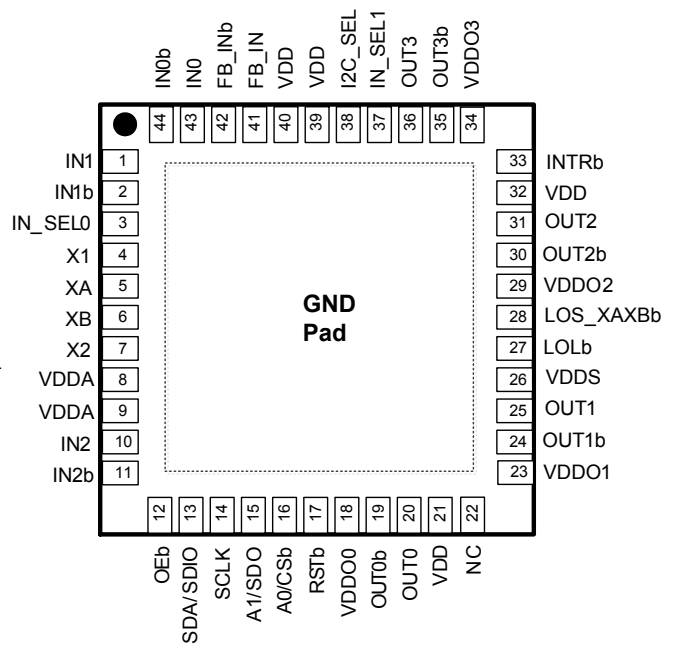 IN0b
IN0
FB_INb
FB_IN
VDD
VDD
I2C_SEL
IN_SEL1
OUT3
OUT3b
VDDO3
44
43
42
41
40
39
38
37
36
35
34
IN1 1
IN1b 2
IN_SEL0 3
X1 4
XA 5
XB 6
X2 7
VDDA 8
VDDA 9
IN2 10
IN2b 11
GND
Pad
33 INTRb
32 VDD
31 OUT2
30 OUT2b
29 VDDO2
28 LOS_XAXBb
27 LOLb
26 VDDS
25 OUT1
24 OUT1b
23 VDDO1
12
13
14
15
16
17
18
19
20
21
22
OEb
SDA/SDIO
SCLK
A1/SDO
A0/CSb
RSTb
VDDO0
OUT0b
OUT0
VDD
NC